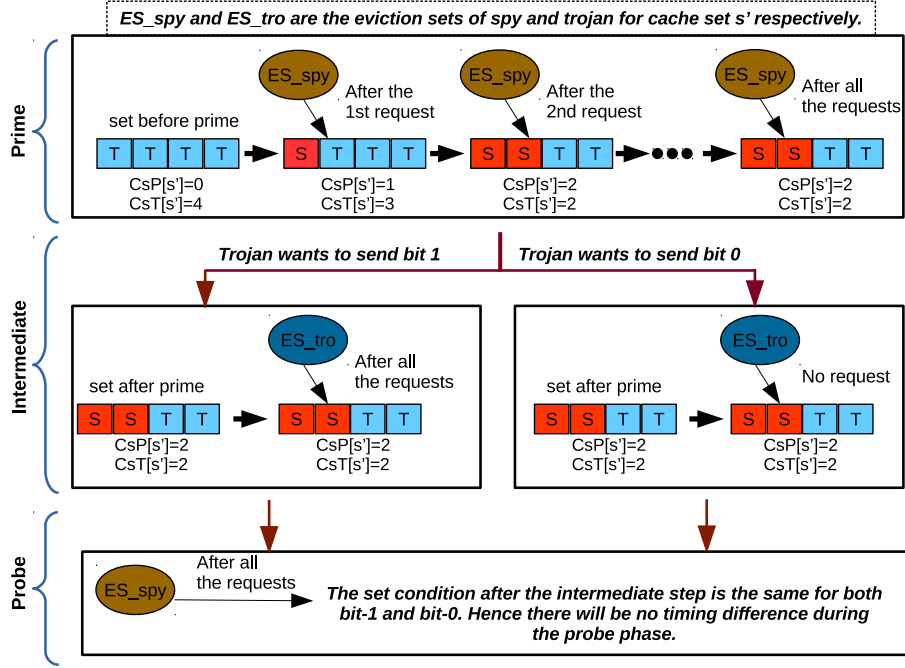 ES_spy and ES_tro are the eviction sets of spy and trojan for cache set s' respectively.
Prime
set before prime
T T T T
CsP[s']=0
CsT[s']=4
ES_spy
After the
1st request
S T T T
CsP[s']=1
CsT[s']=3
ES_spy
After the
2nd request
S S T T
CsP[s']=2
CsT[s']=2
ES_spy
After all
the requests
S S T T
CsP[s']=2
CsT[s']=2
Trojan wants to send bit 1
Trojan wants to send bit 0
Intermediate
set after prime
S S T T
CsP[s']=2
CsT[s']=2
ES_tro
After all
the requests
S S T T
CsP[s']=2
CsT[s']=2
set after prime
S S T T
CsP[s']=2
CsT[s']=2
ES_tro
No request
S S T T
CsP[s']=2
CsT[s']=2
Probe
ES_spy
After all
the requests
The set condition after the intermediate step is the same for both
bit-1 and bit-0. Hence there will be no timing difference during
the probe phase.